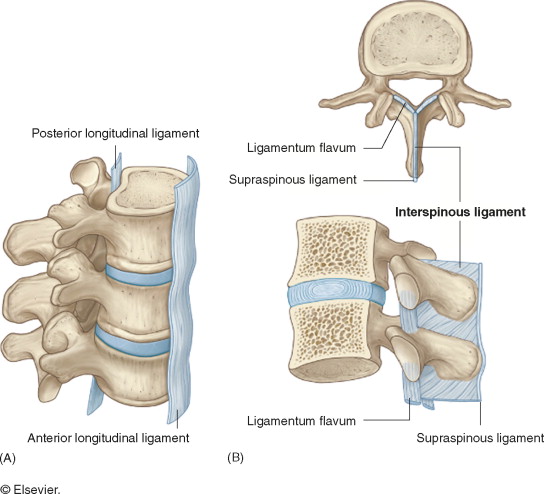 Posterior longitudinal ligament
Anterior longitudinal ligament
(A)
Ligamentum flavum
Supraspinous ligament
Interspinous ligament
Ligamentum flavum
Supraspinous ligament
(B)
© Elsevier.